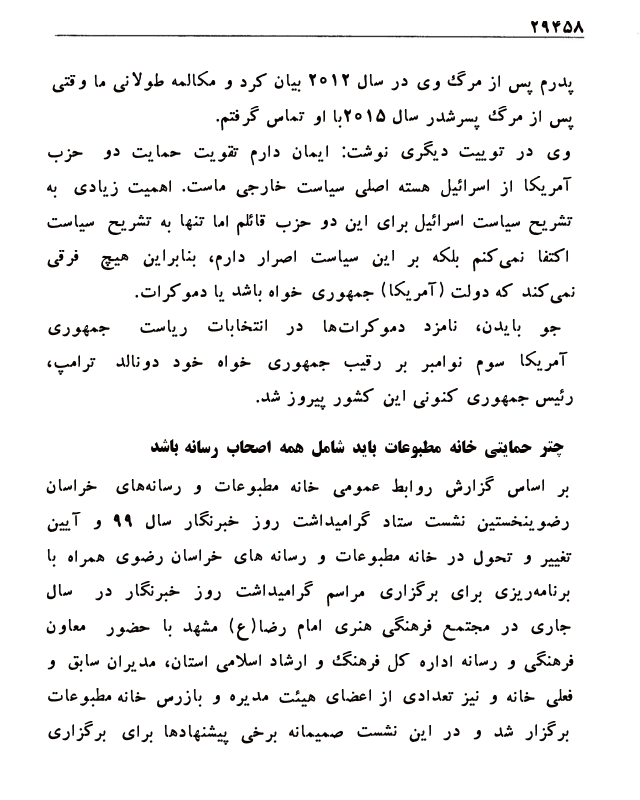 ۲۹۴۵۸
پدرم پس از مرگ وی در سال ۲۰۱۲ بیان کرد و مکالمه طولانی ما وقتی
پس از مرگ پسرشدر سال ۲۰۱۵با او تماس گرفتم.
وی در توییت دیگری نوشت: ایمان دارم تقویت حمایت دو حزب
آمریکا از اسرائیل هسته اصلی سیاست خارجی ماست. اهمیت زیادی به
تشریح سیاست اسرائیل برای این دو حزب قائلم اما تنها به تشریح سیاست
اکتفا نمی‌کنم بلکه بر این سیاست اصرار دارم، بنابراین هیچ فرقی
نمی‌کند که دولت (آمریکا) جمهوری خواه باشد یا دموکرات.
جو بایدن، نامزد دموکرات‌ها در انتخابات ریاست جمهوری
آمریکا سوم نوامبر بر رقیب جمهوری خواه خود دونالد ترامپ،
رئیس جمهوری کنونی این کشور پیروز شد.
چتر حمایتی خانه مطبوعات باید شامل همه اصحاب رسانه باشد
بر اساس گزارش روابط عمومی خانه مطبوعات و رسانه‌های خراسان
رضوینخستین نشست ستاد گرامیداشت روز خبرنگار سال ۹۹ و آیین
تغییر و تحول در خانه مطبوعات و رسانه های خراسان رضوی همراه با
برنامه‌ریزی برای برگزاری مراسم گرامیداشت روز خبرنگار در سال
جاری در مجتمع فرهنگی هنری امام رضا(ع) مشهد با حضور معاون
فرهنگی و رسانه اداره کل فرهنگ و ارشاد اسلامی استان، مدیران سابق و
فعلی خانه و نیز تعدادی از اعضای هیئت مدیره و بازرس خانه مطبوعات
برگزار شد و در این نشست صمیمانه برخی پیشنهادها برای برگزاری